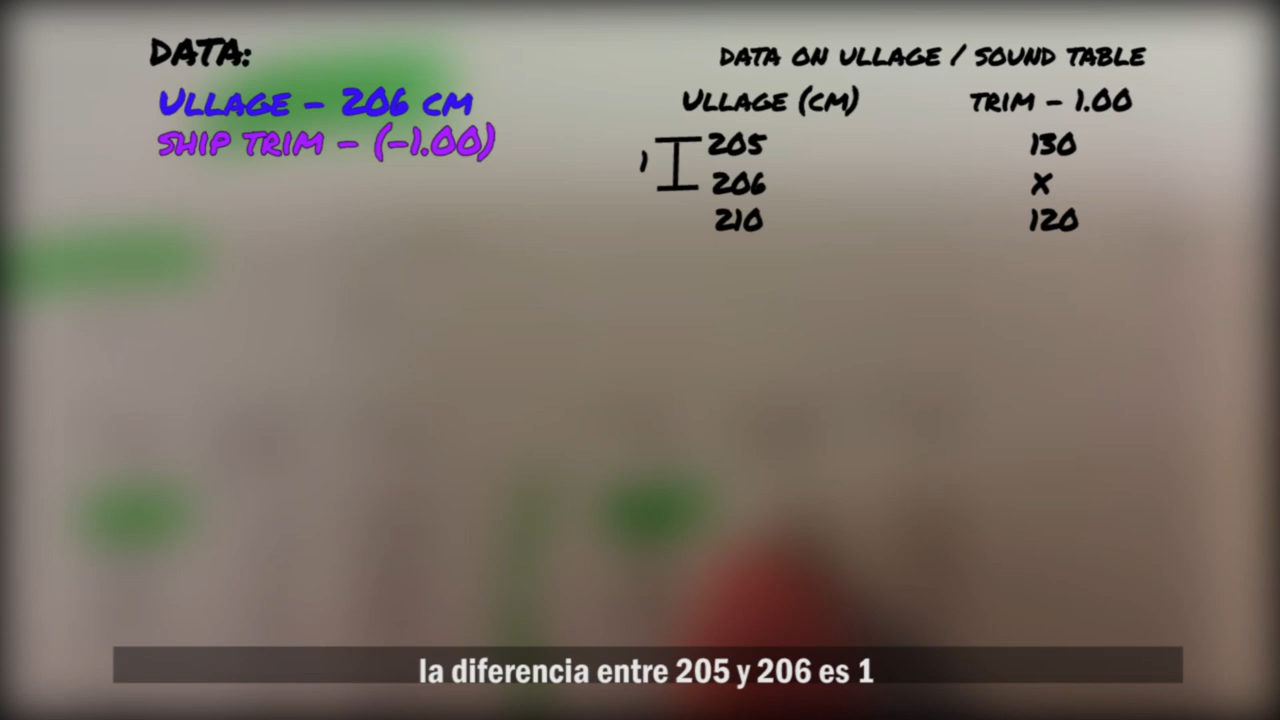 DATA:
ULLAGE - 206 CM
SHIP TRIM - (-1.00)
DATA ON ULLAGE / SOUND TABLE
ULLAGE (CM) TRIM - 1.00
205 130
1
206 X
210 120
la diferencia entre 205 y 206 es 1